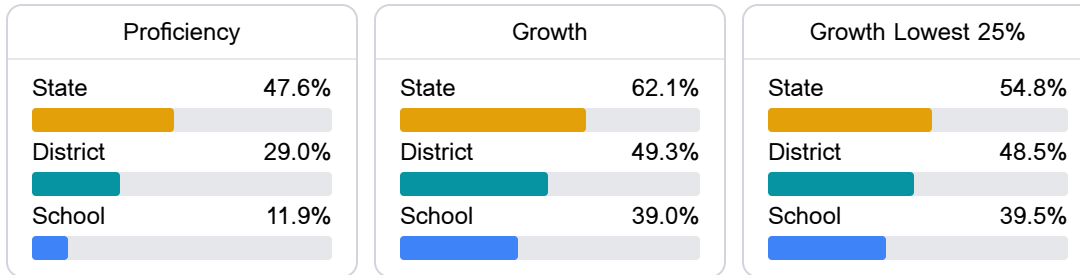 Proficiency
State 47.6%
District 29.0%
School 11.9%
Growth
State 62.1%
District 49.3%
School 39.0%
Growth Lowest 25%
State 54.8%
District 48.5%
School 39.5%